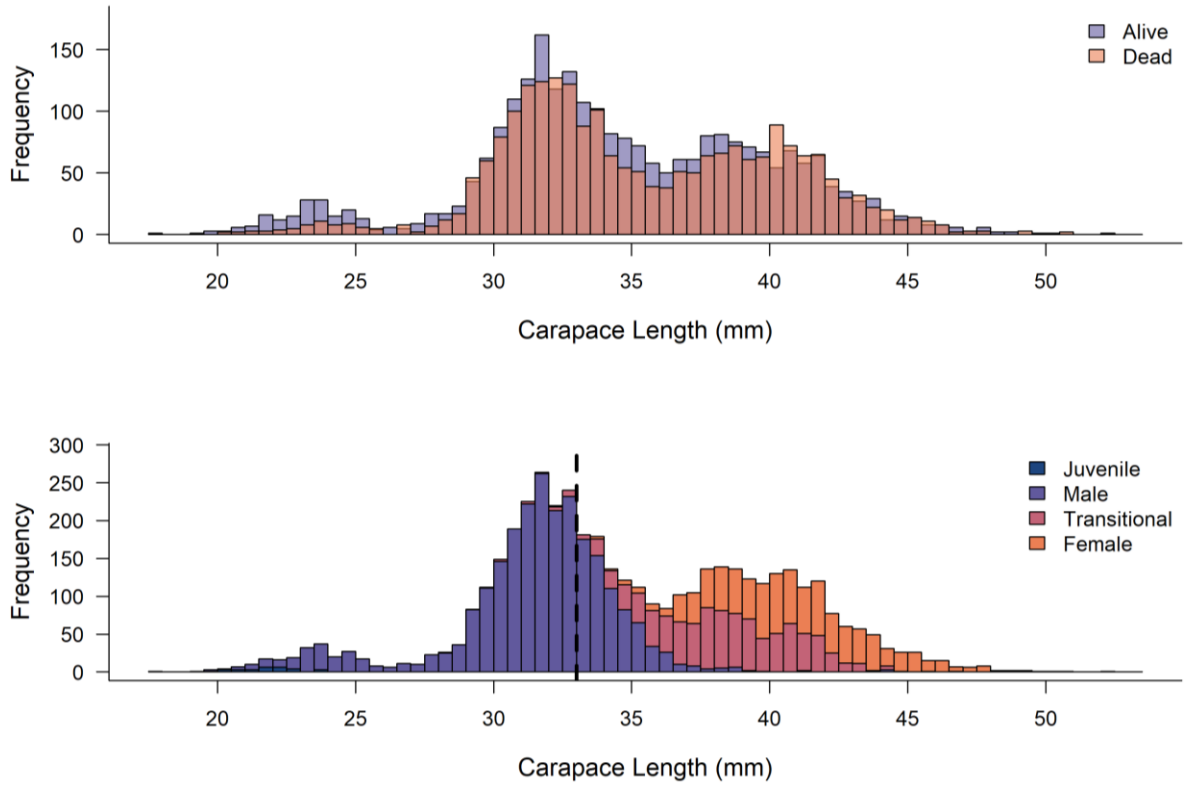 150
100
50
0
Frequency
Alive
Dead
20 25 30 35 40 45 50
Carapace Length (mm)
300
250
200
150
100
50
0
Frequency
Juvenile
Male
Transitional
Female
20 25 30 35 40 45 50
Carapace Length (mm)